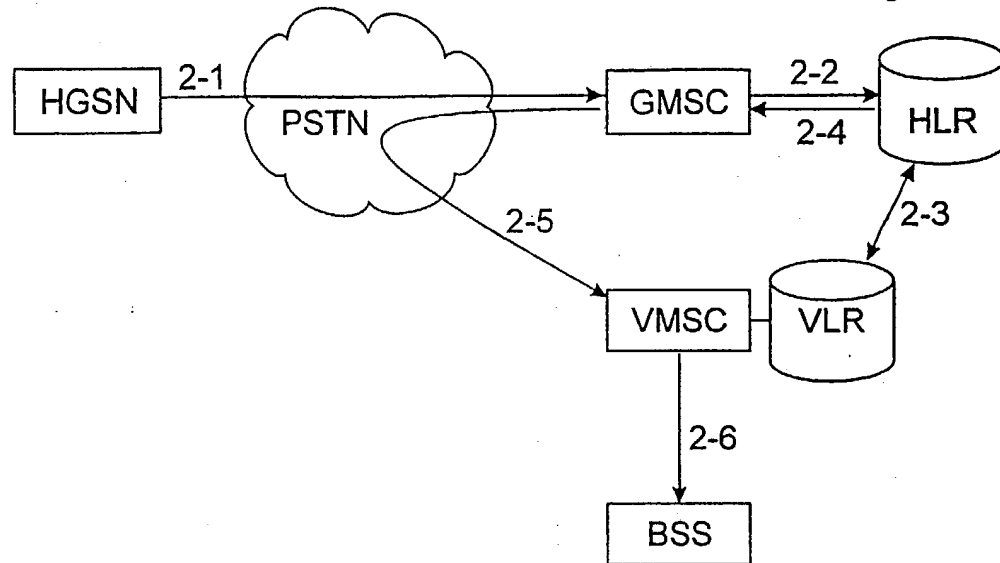 HGSN
2-1
PSTN
GMSC
2-2
2-4
HLR
2-3
2-5
VMSC
VLR
2-6
BSS